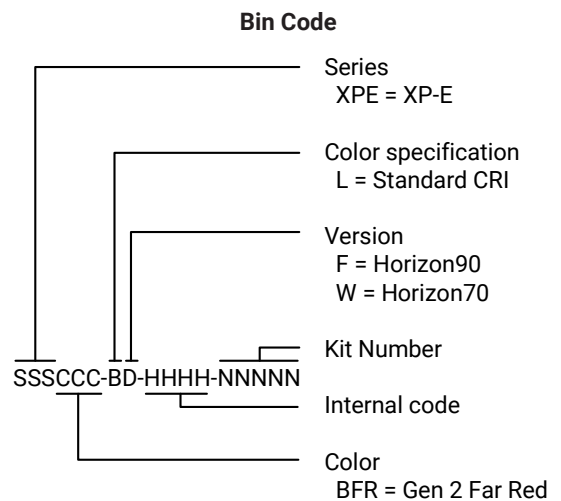 Bin Code
Series
XPE = XP-E
Color specification
L = Standard CRI
Version
F = Horizon90
W = Horizon70
Kit Number
SSSCCC-BD-HHHH-NNNNN
Internal code
Color
BFR = Gen 2 Far Red